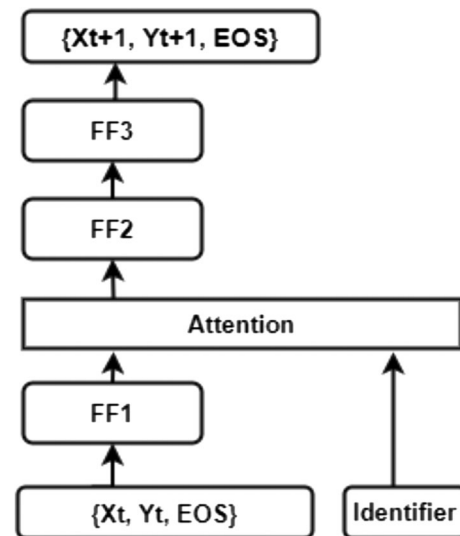 {Xt+1, Yt+1, EOS}
FF3
FF2
Attention
FF1
{Xt, Yt, EOS}
Identifier